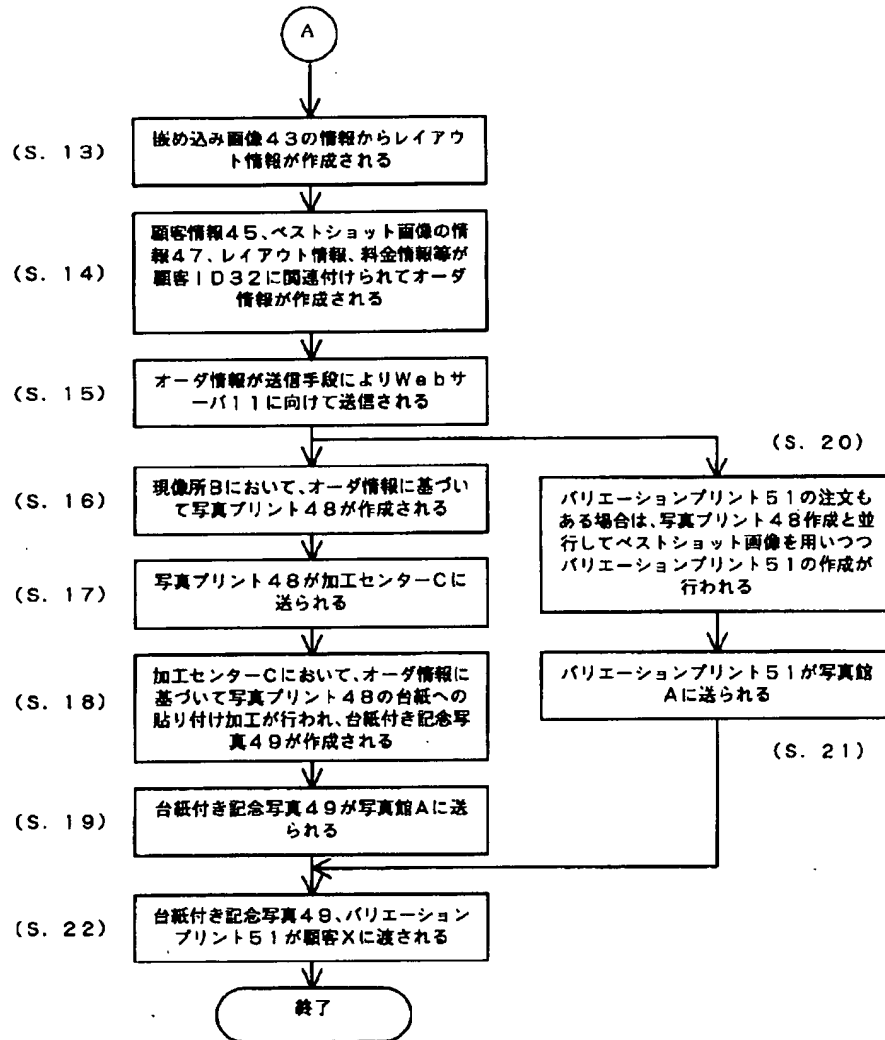 A
(S. 13)
嵌め込み画像43の情報からレイアウ
ト情報が作成される
(S. 14)
顧客情報45、ベストショット画像の情
報47、レイアウト情報、料金情報等が
顧客ID32に関連付けられてオーダ
情報が作成される
(S. 15)
オーダ情報が送信手段によりWebサ
ーバ11に向けて送信される
(S. 16)
現像所Bにおいて、オーダ情報に基づい
て写真プリント48が作成される
(S. 17)
写真プリント48が加工センターCに
送られる
(S. 18)
加工センターCにおいて、オーダ情報に
基づいて写真プリント48の台紙への
貼り付け加工が行われ、台紙付き記念写
真49が作成される
(S. 19)
台紙付き記念写真49が写真館Aに送
られる
(S. 20)
バリエーションプリント51の注文も
ある場合は、写真プリント48作成と並
行してベストショット画像を用いつつ
バリエーションプリント51の作成が
行われる
バリエーションプリント51が写真館
Aに送られる
(S. 21)
(S. 22)
台紙付き記念写真49、バリエーション
プリント51が顧客Xに渡される
終了